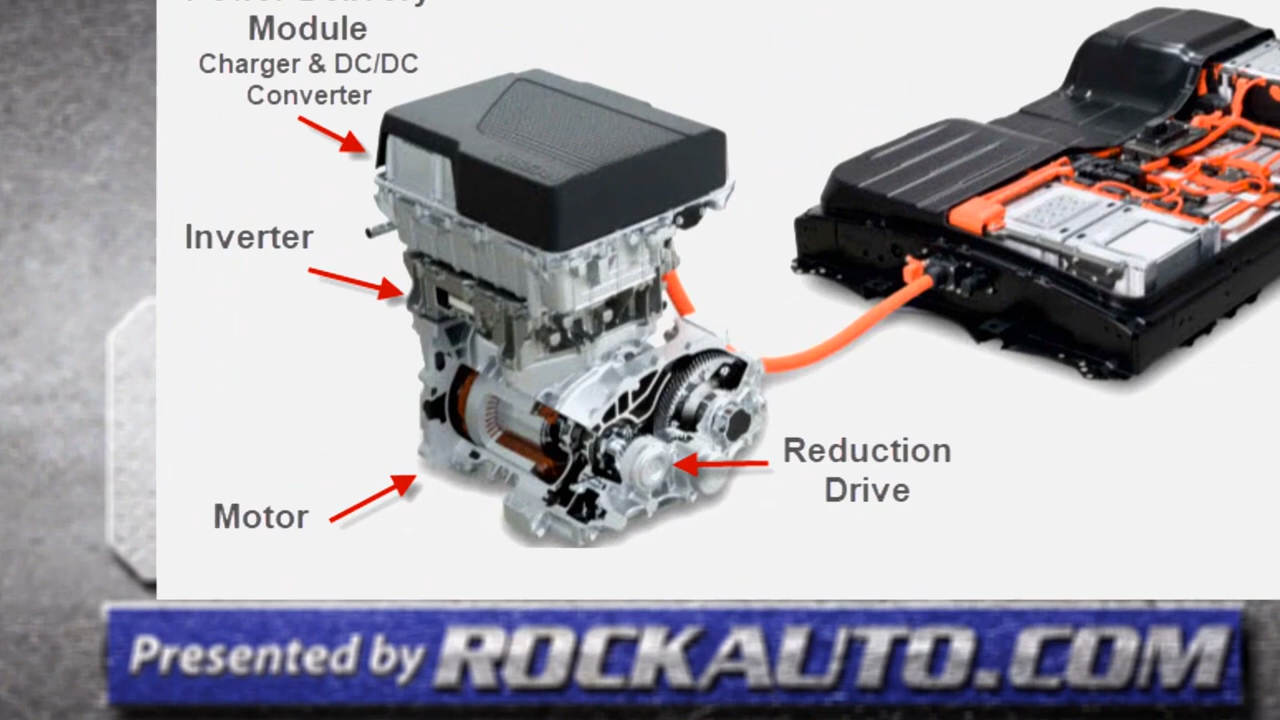 Module
Charger & DC/DC
Converter
Inverter
Motor
Reduction
Drive
Presented by ROCKAUTO.COM